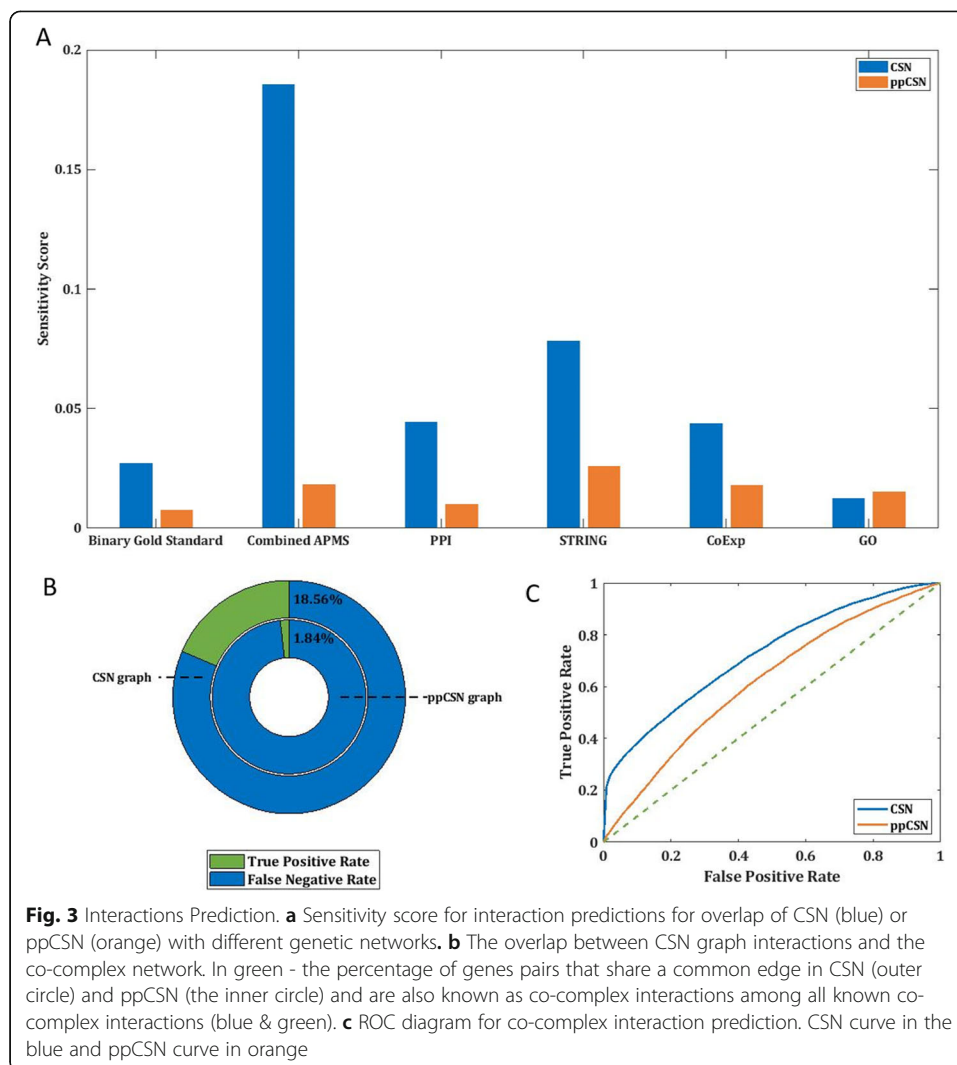 A
0.2
CSN
ppCSN
0.15
0.1
0.05
0
Sensitivity Score
Binary Gold Standard Combined APMS PPI STRING CoExp GO
B
18.56%
1.84%
CSN graph
ppCSN graph
True Positive Rate
False Negative Rate
C
1
0.8
0.6
0.4
0.2
0
True Positive Rate
CSN
ppCSN
0 0.2 0.4 0.6 0.8 1
False Positive Rate
Fig. 3 Interactions Prediction. a Sensitivity score for interaction predictions for overlap of CSN (blue) or
ppCSN (orange) with different genetic networks. b The overlap between CSN graph interactions and the
co-complex network. In green - the percentage of genes pairs that share a common edge in CSN (outer
circle) and ppCSN (the inner circle) and are also known as co-complex interactions among all known co-
complex interactions (blue & green). c ROC diagram for co-complex interaction prediction. CSN curve in the
blue and ppCSN curve in orange